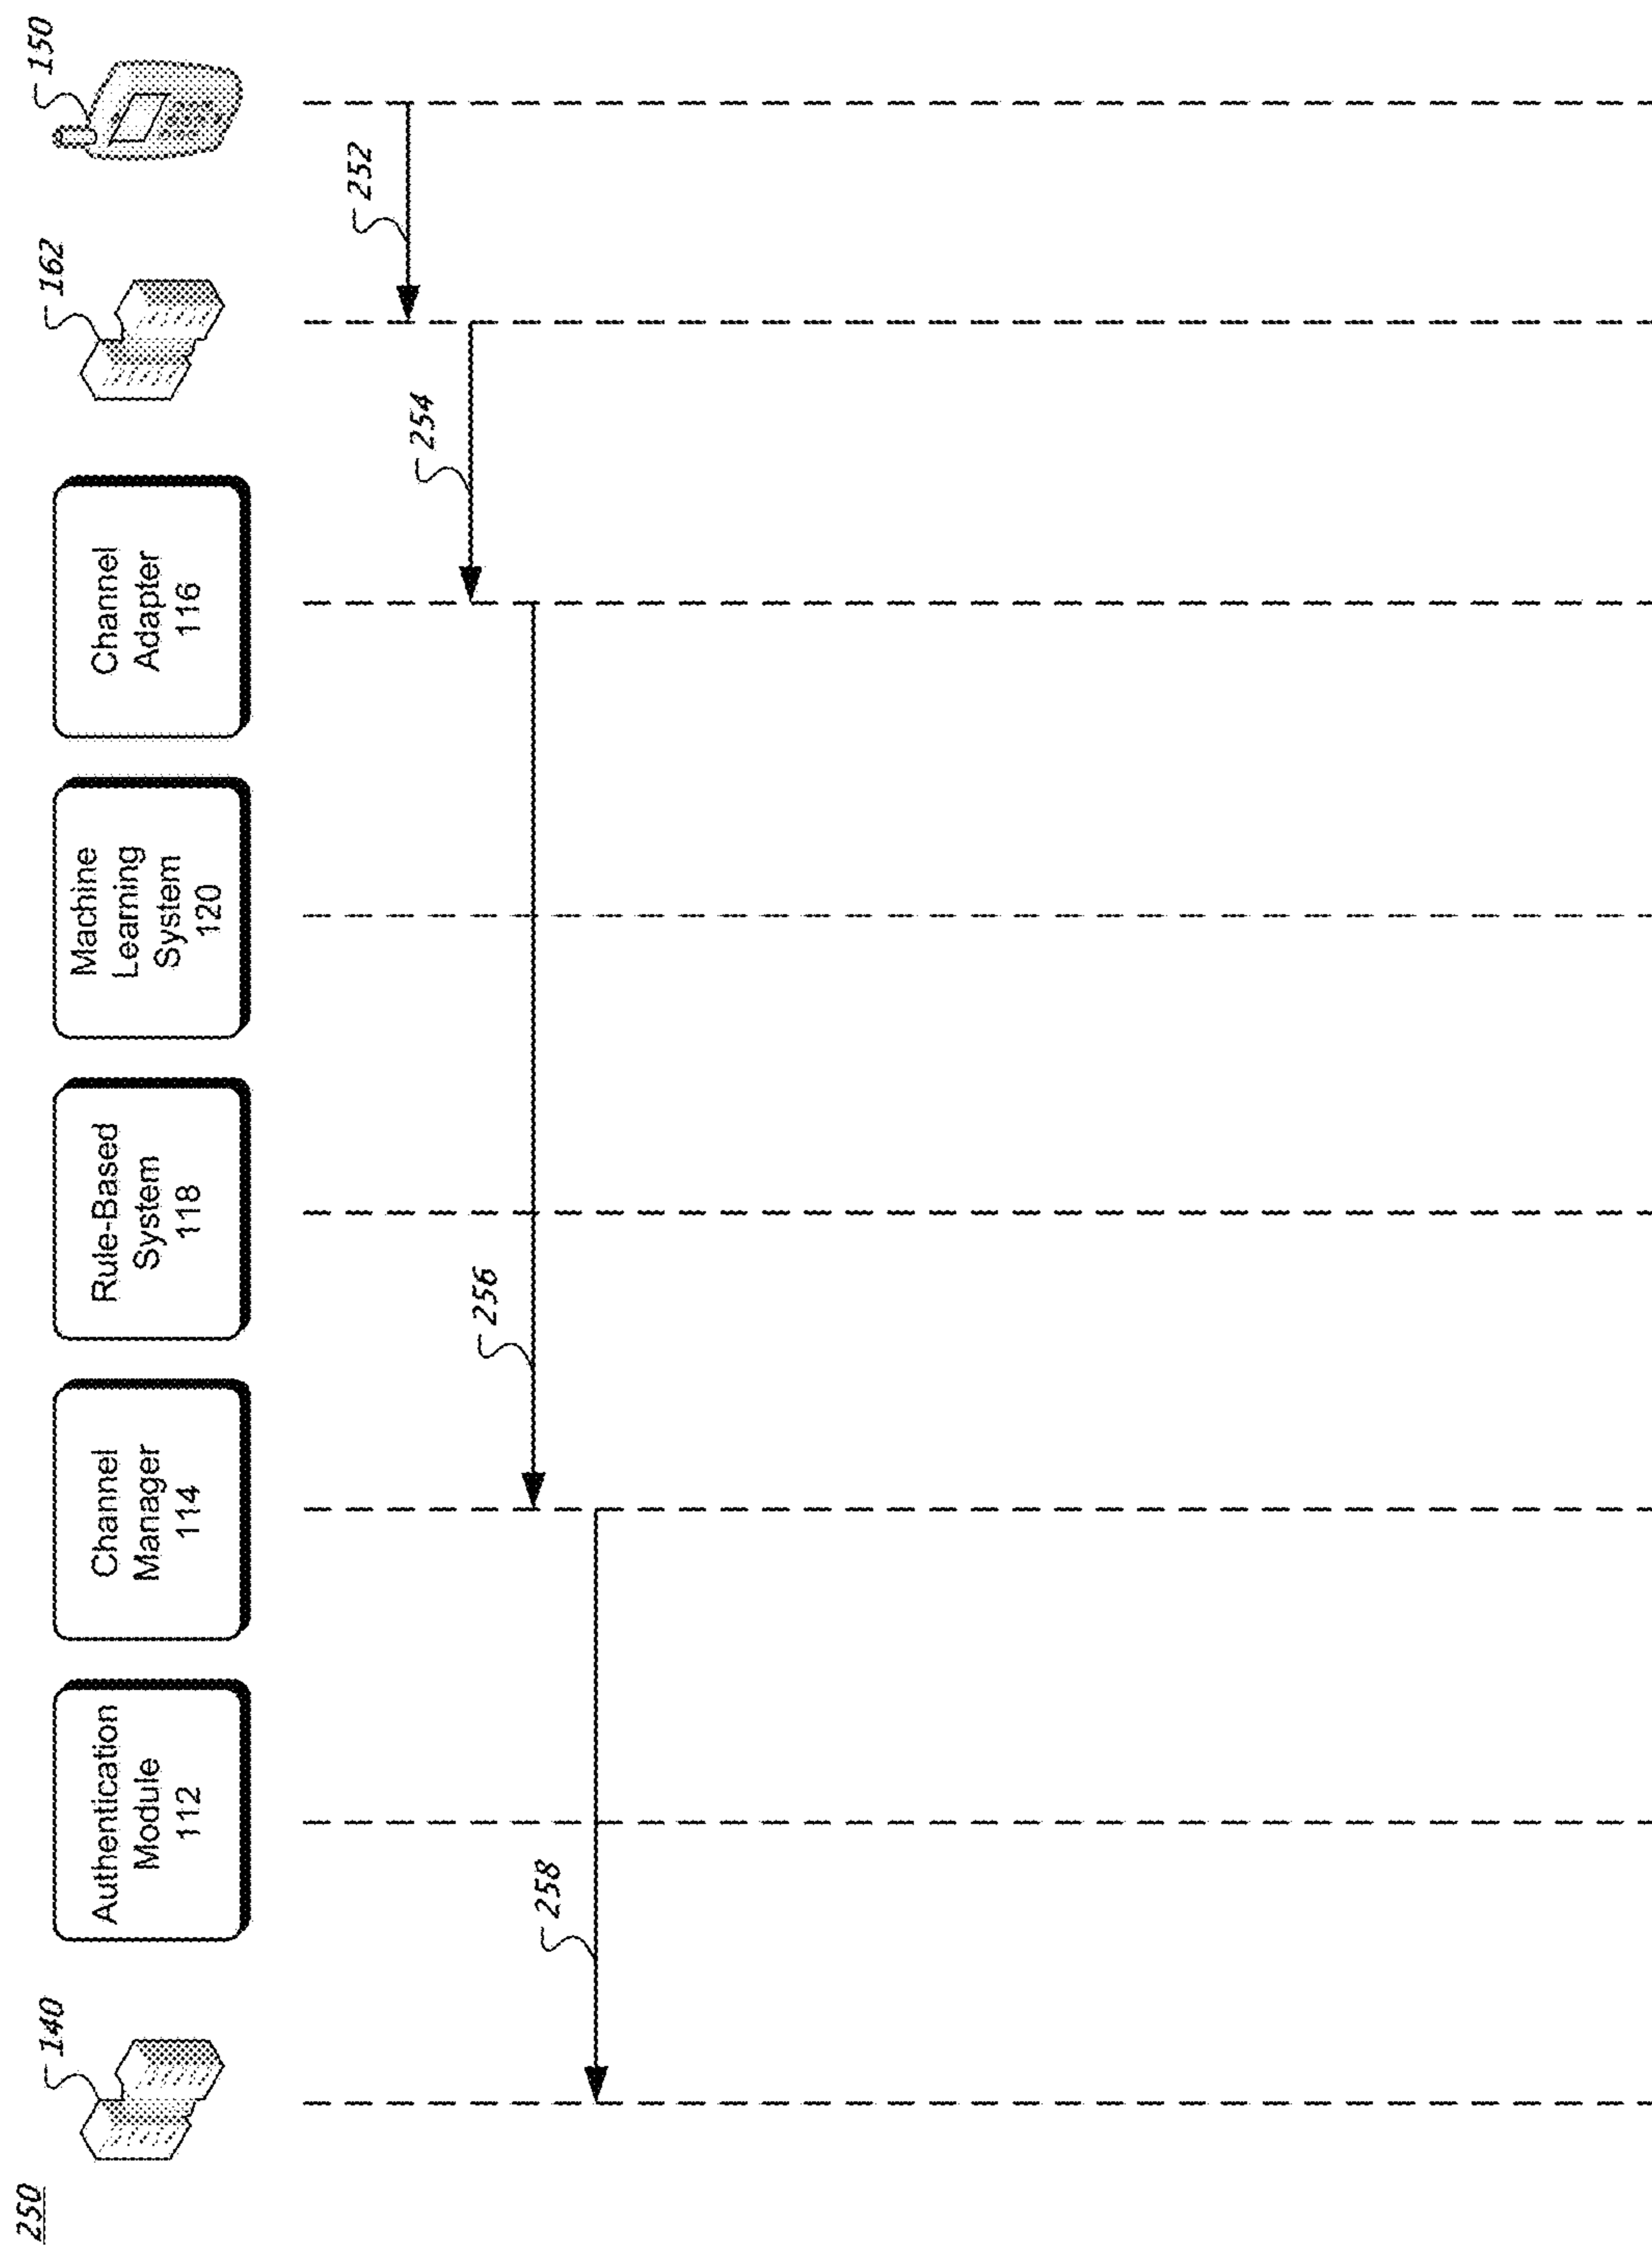 250
140
Authentication
Module
112
Channel
Manager
114
Rule-Based
System
118
Machine
Learning
System
120
Channel
Adapter
116
162
150
252
254
256
258